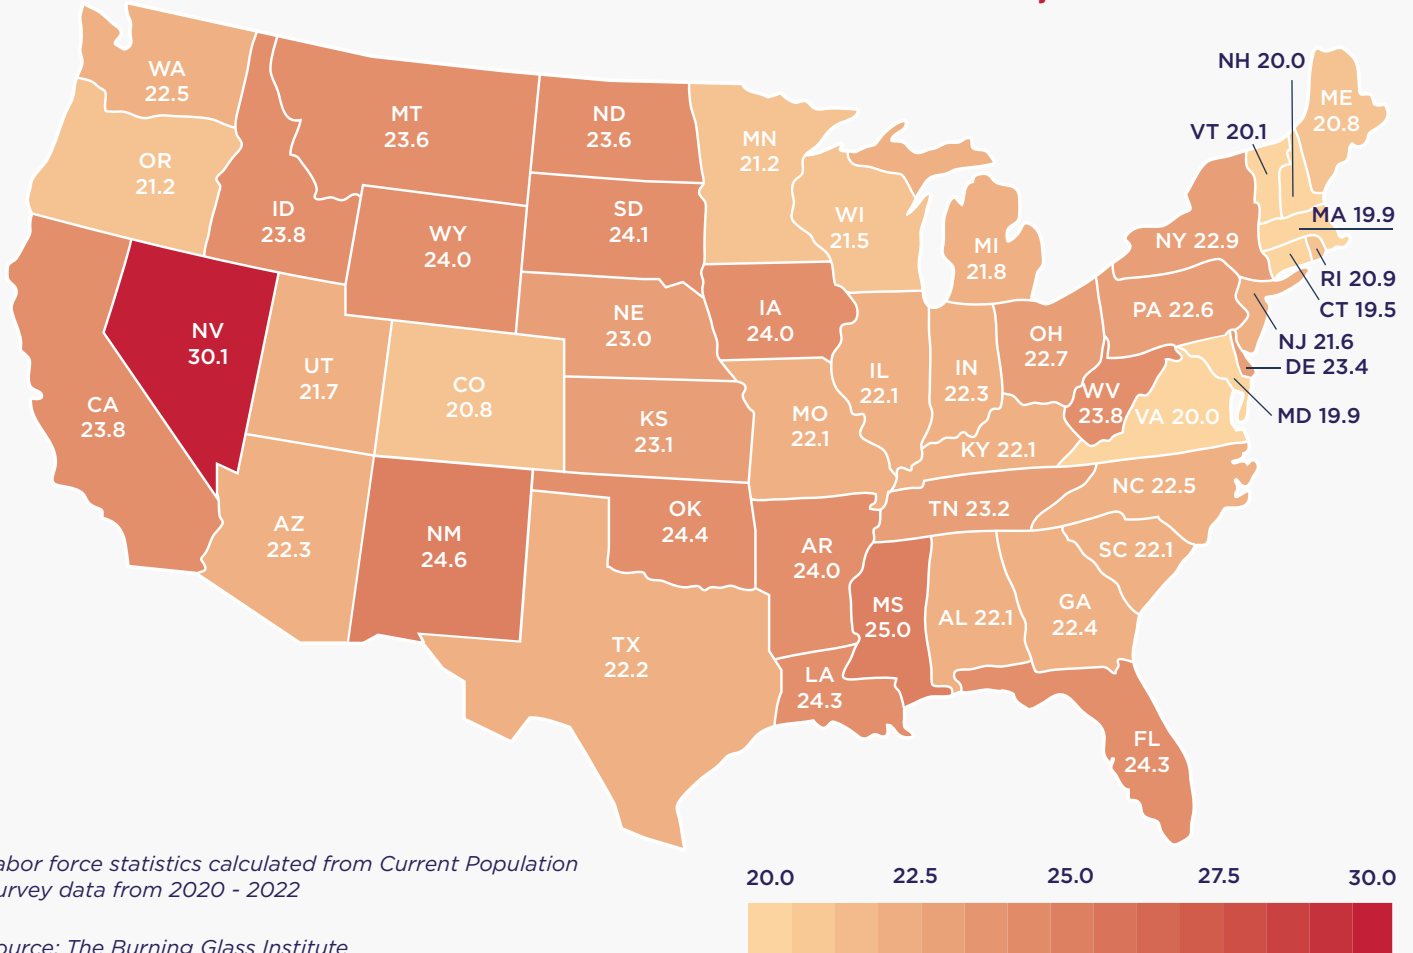 NH 20.0
WA
22.5
ME
20.8
MT
23.6
ND
23.6
VT 20.1
MN
21.2
OR
21.2
ID
23.8
SD
24.1
WI
21.5
MA 19.9
WY
24.0
NY 22.9
MI
21.8
RI 20.9
NE
23.0
IA
24.0
PA 22.6
CT 19.5
NV
30.1
OH
22.7
NJ 21.6
UT
21.7
DE 23.4
CO
20.8
IL
22.1
IN
22.3
WV
23.8
CA
23.8
KS
23.1
MO
22.1
VA 20.0
MD 19.9
KY 22.1
NC 22.5
AZ
22.3
NM
24.6
OK
24.4
TN 23.2
AR
24.0
SC 22.1
MS
25.0
AL 22.1
GA
22.4
TX
22.2
LA
24.3
FL
24.3
abor force statistics calculated from Current Population
urvey data from 2020 - 2022
20.0 22.5 25.0 27.5 30.0
ource: The Burning Glass Institute